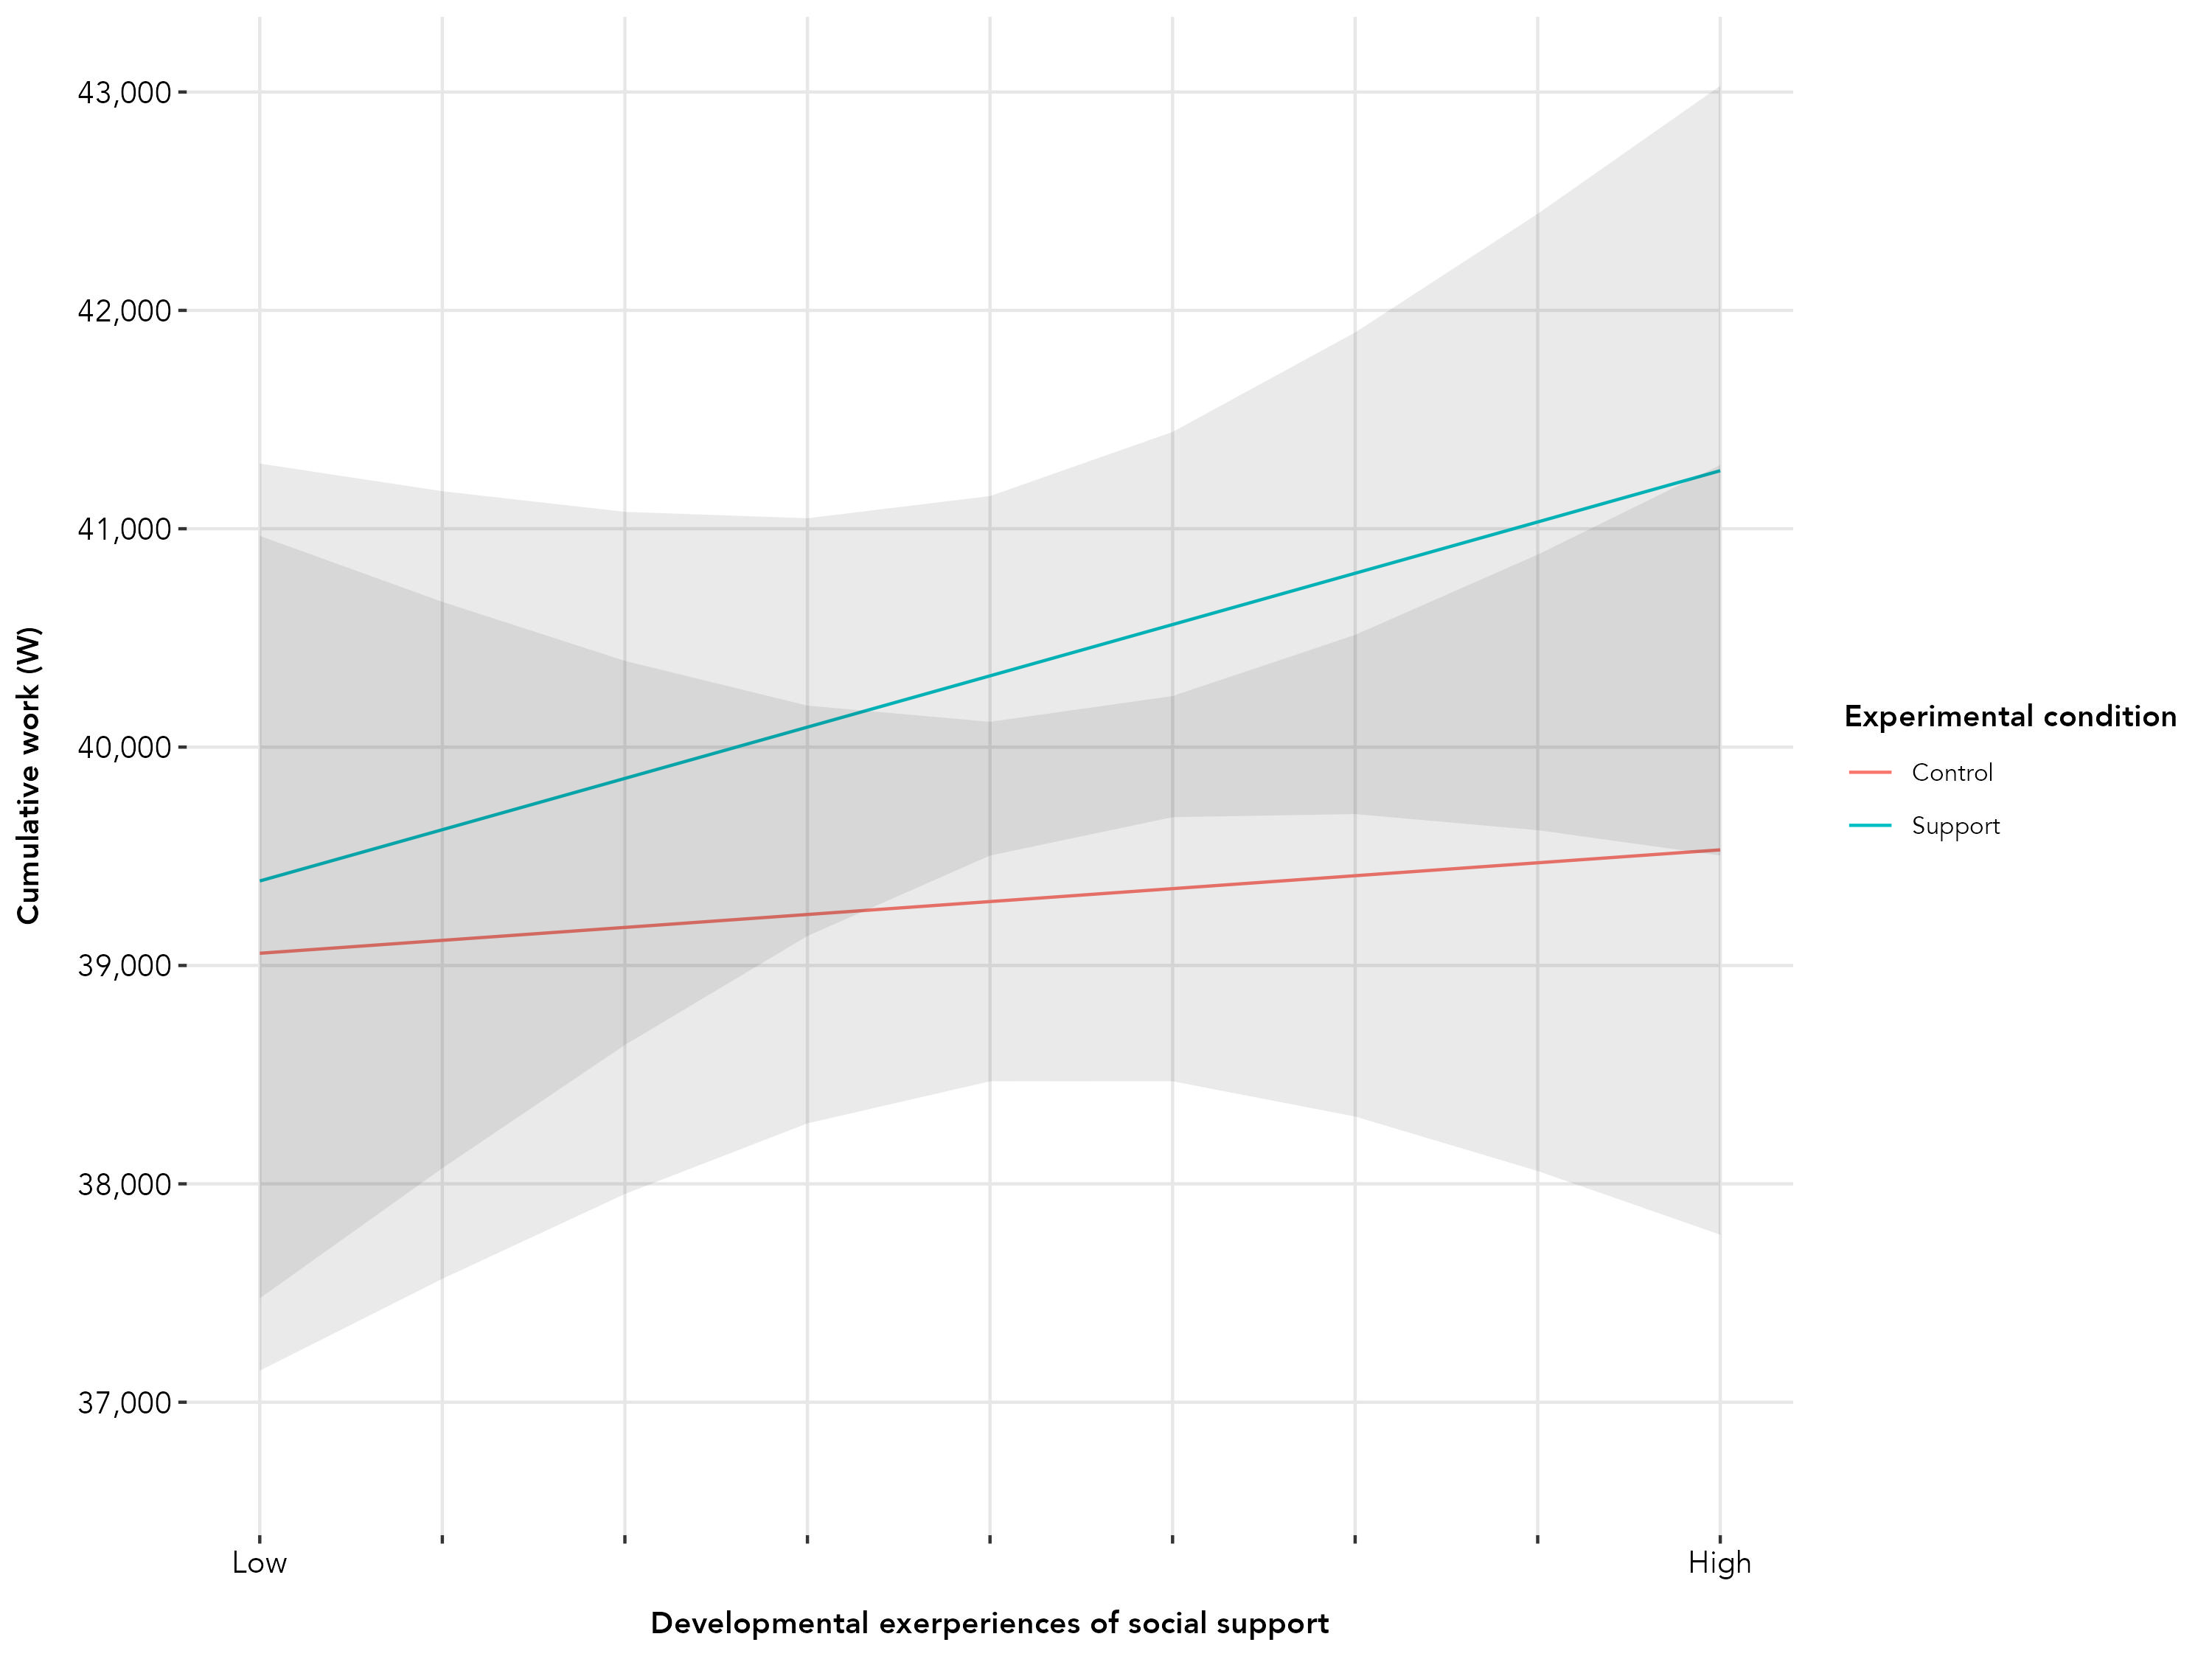 43,000
42,000
41,000
40,000
39,000
38,000
37,000
Cumulative work (W)
Low
High
Developmental exerperiences of social support
Experimental condition
Control
Support